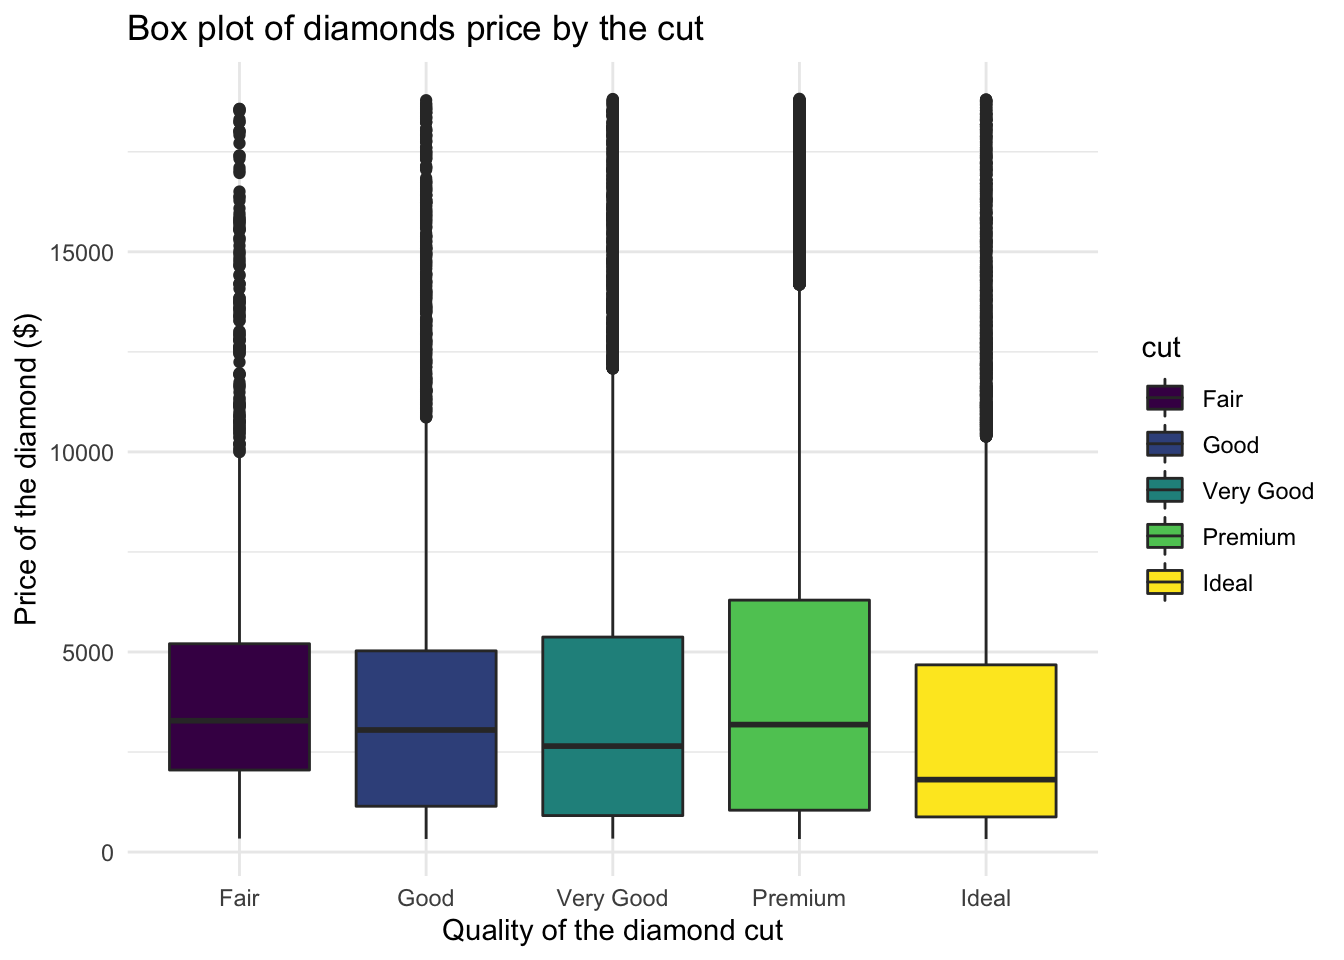 Box plot of diamonds price by the cut
Price of the diamond ($)
15000
10000
5000
0
Fair
Good
Very Good
Premium
Ideal
Quality of the diamond cut
cut
Fair
Good
Very Good
Premium
Ideal